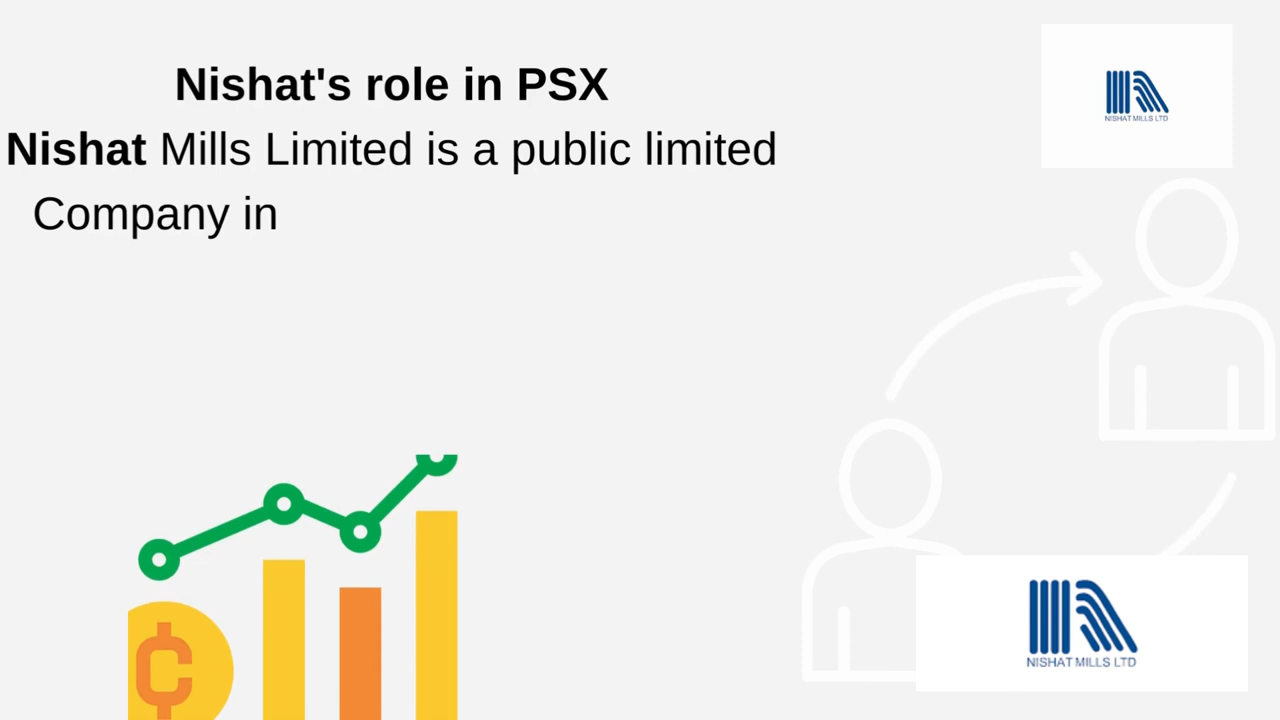 Nishat's role in PSX
Nishat Mills Limited is a public limited
Company in
NISHAT MILLS LTD
NISHAT MILLS LTD